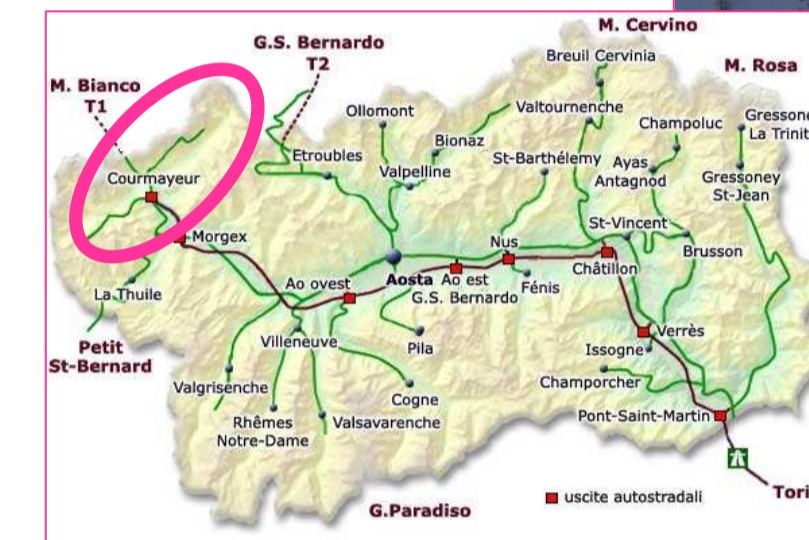 M. Cervino
G.S. Bernardo
T2
Breuil Cervinia
M. Rosa
M. Bianco
T1
Ollomont
Valtournenche
Champoluc
Bionaz
Etroubles
Valpelline
St-Barthélemy
Ayas
Antagnod
Courmayeur
Gressoney
St-Jean
Morgex
Nus
St-Vincent
Brusson
Châtillon
La Thuile
Ao ovest
Aosta
Ao est
G.S. Bernardo
Fénis
Petit
St-Bernard
Villeneuve
Pila
Verrès
Issogne
Valgrisenche
Champorcher
Cogne
Rhêmes
Notre-Dame
Valsavarenche
Pont-Saint-Martin
G.Paradiso
uscite autostradali